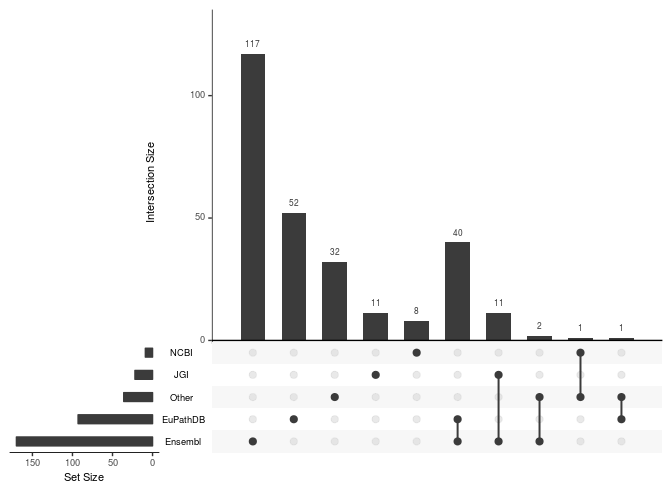 117
100
52
50
40
32
11
11
8
2
1
1
0
Intersection Size
NCBI
JGI
Other
EuPathDB
Ensembl
150 100 50 0
Set Size